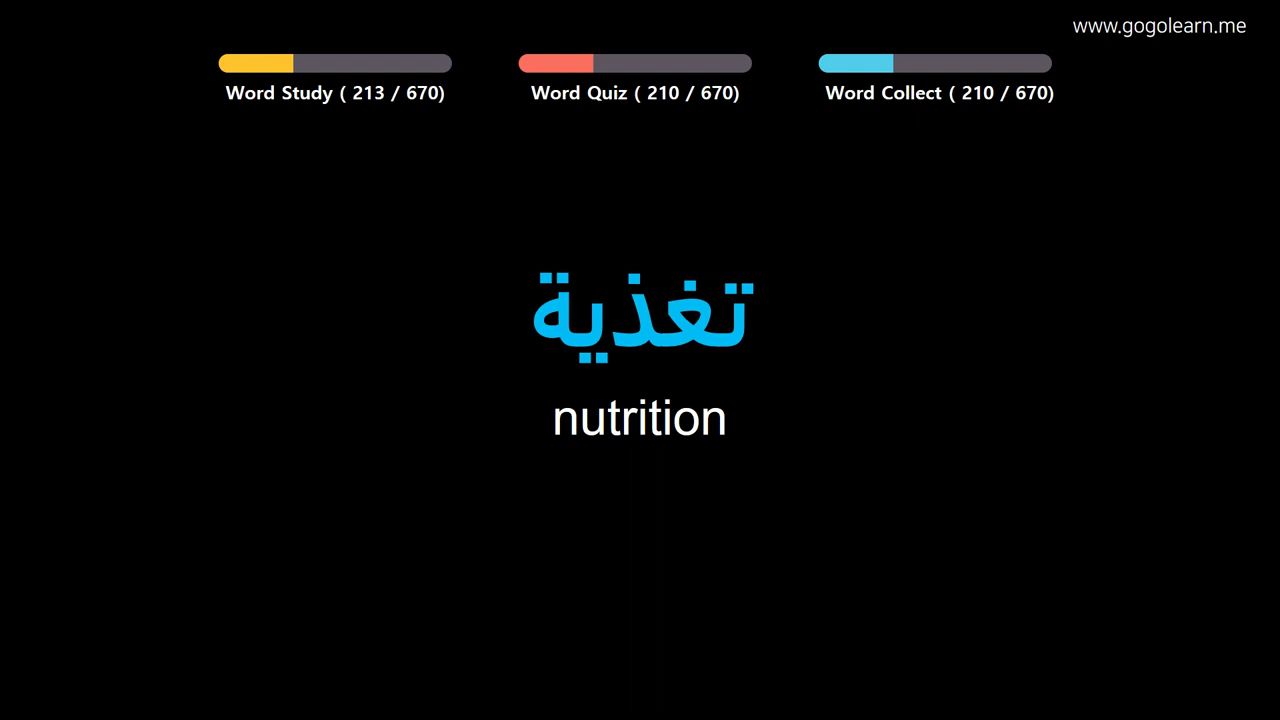 www.gogolearn.me
Word Study ( 213 / 670)
Word Quiz ( 210 / 670)
Word Collect ( 210 / 670)
تغذية
nutrition